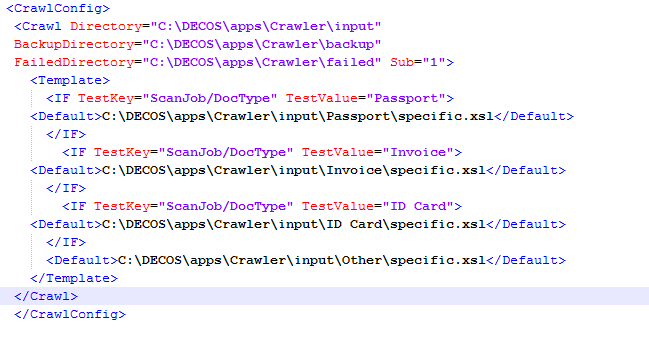 <CrawlConfig>
<Crawl Directory="C:\DECOS\apps\Crawler\input"
BackupDirectory="C:\DECOS\apps\Crawler\backup"
FailedDirectory="C:\DECOS\apps\Crawler\failed" Sub="1">
<Template>
<IF TestKey="ScanJob/DocType" TestValue="Passport">
<Default>C:\DECOS\apps\Crawler\input\Passport\specific.xsl</Default>
</IF>
<IF TestKey="ScanJob/DocType" TestValue="Invoice">
<Default>C:\DECOS\apps\Crawler\input\Invoice\specific.xsl</Default>
</IF>
<IF TestKey="ScanJob/DocType" TestValue="ID Card">
<Default>C:\DECOS\apps\Crawler\input\ID Card\specific.xsl</Default>
</IF>
<Default>C:\DECOS\apps\Crawler\input\Other\specific.xsl</Default>
</Template>
</Crawl>
</CrawlConfig>